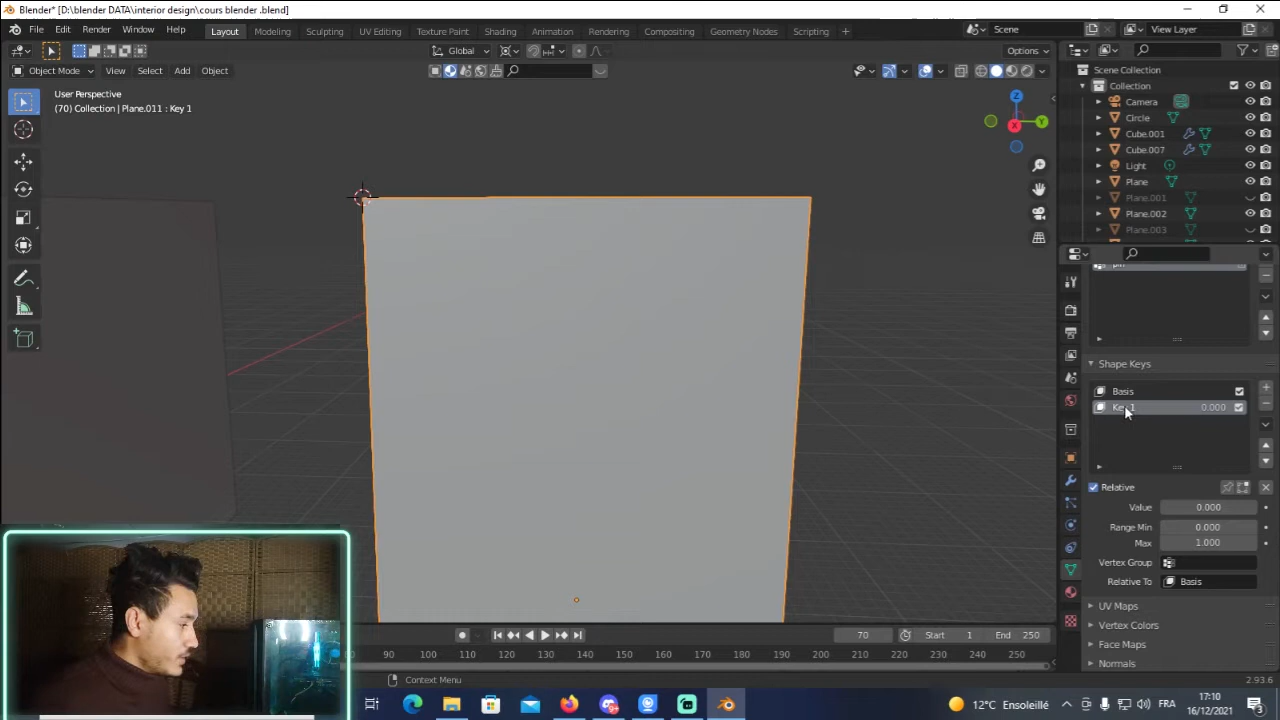 Blender* [D:\blender DATA\interior design\cours blender .blend]
File Edit Render Window Help Layout Modeling Sculpting UV Editing Texture Paint Shading Animation Rendering Compositing Geometry Nodes Scripting Scene View Layer
Global Options
Object Mode View Select Add Object
User Perspective
(70) Collection | Plane.011 : Key 1
Z
Y
X
Scene Collection
Collection
Camera
Circle
Cube.001
Cube.007
Light
Plane
Plane.001
Plane.002
Plane.003
Shape Keys
Basis
Key 1 0.000
Relative
Value 0.000
Range Min 0.000
Max 1.000
Vertex Group
Relative To Basis
UV Maps
Vertex Colors
Face Maps
Normals
70 Start 1 End 250
90 100 110 120 130 140 150 160 170 180 190 200 210 220 230 240 250
Context Menu
2.93.6
12°C Ensoleillé FRA 17:10
16/12/2021